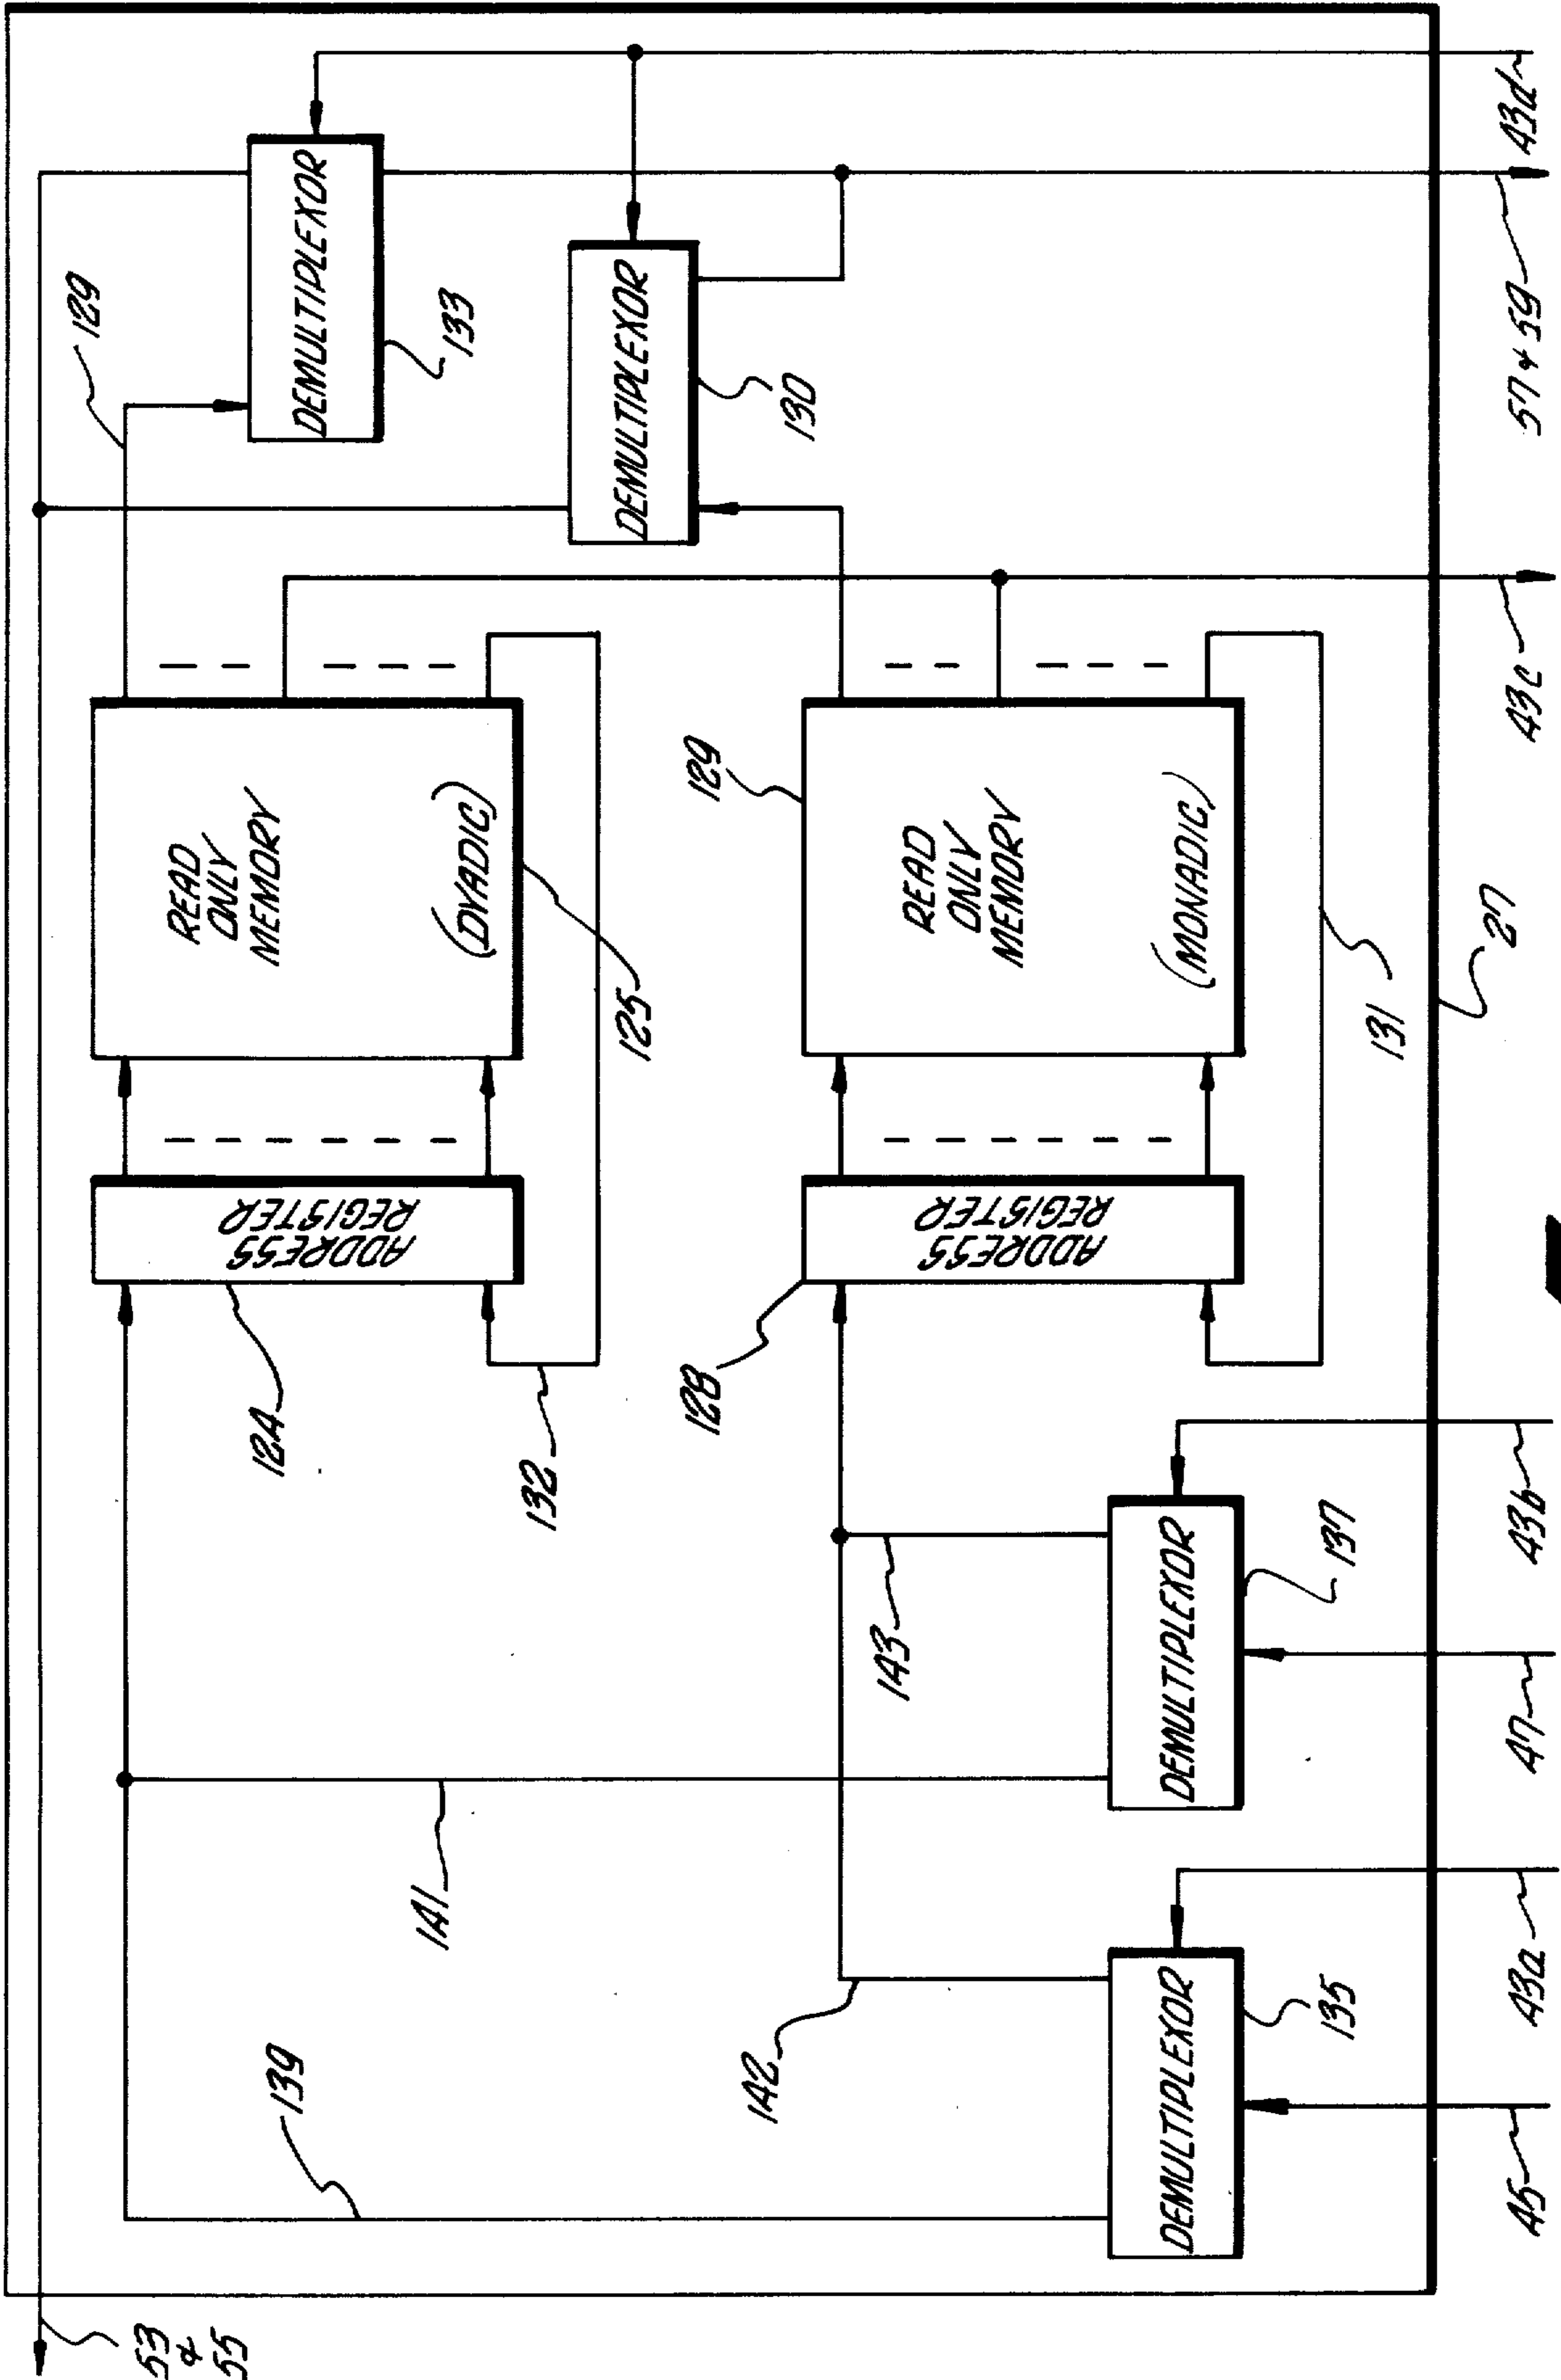 53
&
55
129
DEMULTIPLEXOR
133
DEMULTIPLEXOR
130
READ
ONLY
MEMORY
(DYADIC)
125
ADDRESS
REGISTER
124
132
129
READ
ONLY
MEMORY
(MONADIC)
131
ADDRESS
REGISTER
128
139
141
142
143
DEMULTIPLEXOR
135
DEMULTIPLEXOR
137
27
45
43a
47
43b
43c
57 & 59
43d